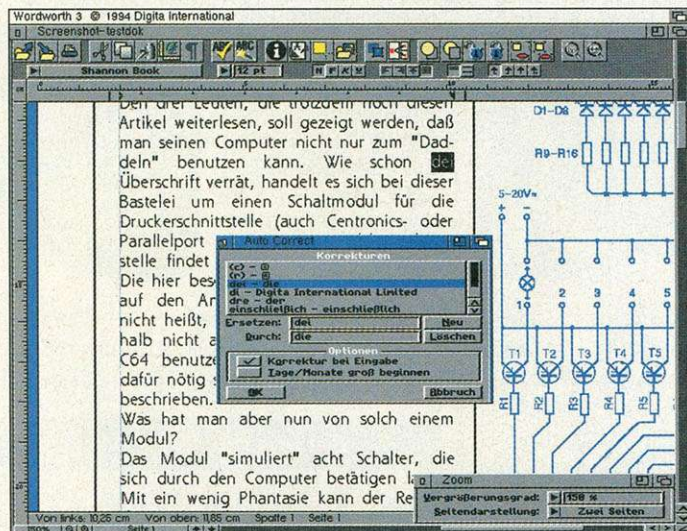 Wordworth 3 © 1994 Digita International
Screenshot-testdok
Shannon Book 12 pt N F K U
Den drei Leuten, die trotzdem noch diesen
Artikel weiterlesen, soll gezeigt werden, daß
man seinen Computer nicht nur zum "Dad-
deln" benutzen kann. Wie schon dei
Überschrift verrät, handelt es sich bei dieser
Bastelei um einen Schaltmodul für die
Druckerschnittstelle (auch Centronics- oder
Parallelport
stelle findet
Die hier bes
auf den Ar
nicht heißt,
halb nicht a
C64 benutze
dafür nötig s
beschrieben.
Was hat man aber nun von solch einem
Modul?
Das Modul "simuliert" acht Schalter, die
sich durch den Computer betätigen l
Mit ein wenig Phantasie kann der Re
Auto Correct
Korrekturen
(c) - ©
(r) - ®
dei - die
di - Digita International Limited
dre - der
einschleißlich - einschließlich
Ersetzen: dei Neu
Durch: die Löschen
Optionen
Korrektur bei Eingabe
Tage/Monate groß beginnen
OK Abbruch
D1-D8
R9-R16
5-20V=
+ -
1 2 3 4 5
T1 T2 T3 T4 T5
R1 R2 R3 R4 R5
Zoom
Vergrößerungsgrad: 150 %
Seitendarstellung: Zwei Seiten
Von links: 10,26 cm Von oben: 11,85 cm Spalte 1 Seite 1
150% Seite 1